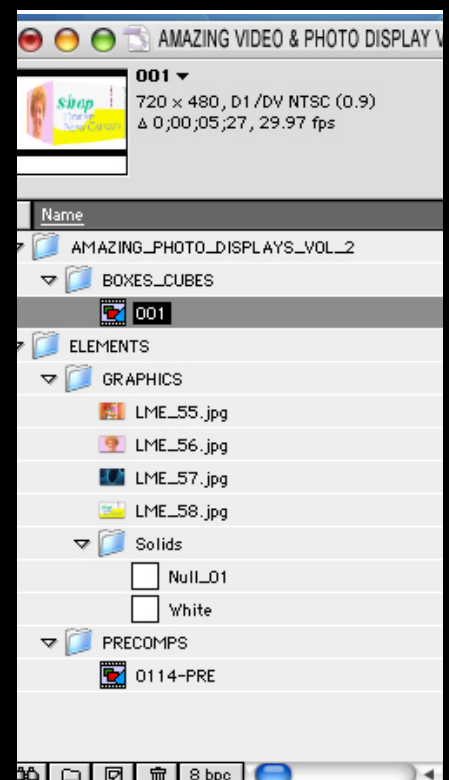 AMAZING VIDEO & PHOTO DISPLAY V
001
720 x 480, D1/DV NTSC (0.9)
Δ 0;00;05;27, 29.97 fps
Name
AMAZING_PHOTO_DISPLAYS_VOL_2
BOXES_CUBES
001
ELEMENTS
GRAPHICS
LME_55.jpg
LME_56.jpg
LME_57.jpg
LME_58.jpg
Solids
Null_01
White
PRECOMPS
0114-PRE
8 bpc